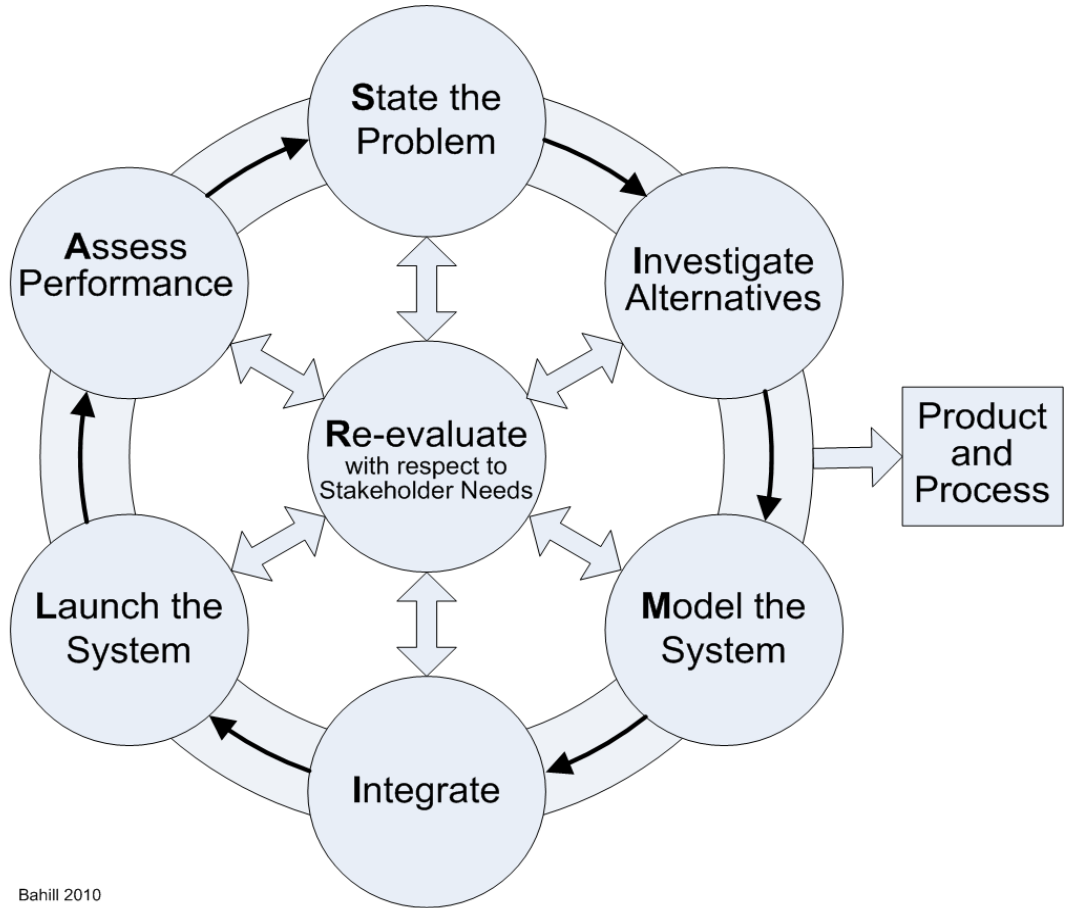 State the
Problem
Investigate
Alternatives
Model the
System
Integrate
Launch the
System
Assess
Performance
Re-evaluate
with respect to
Stakeholder Needs
Product
and
Process
Bahill 2010